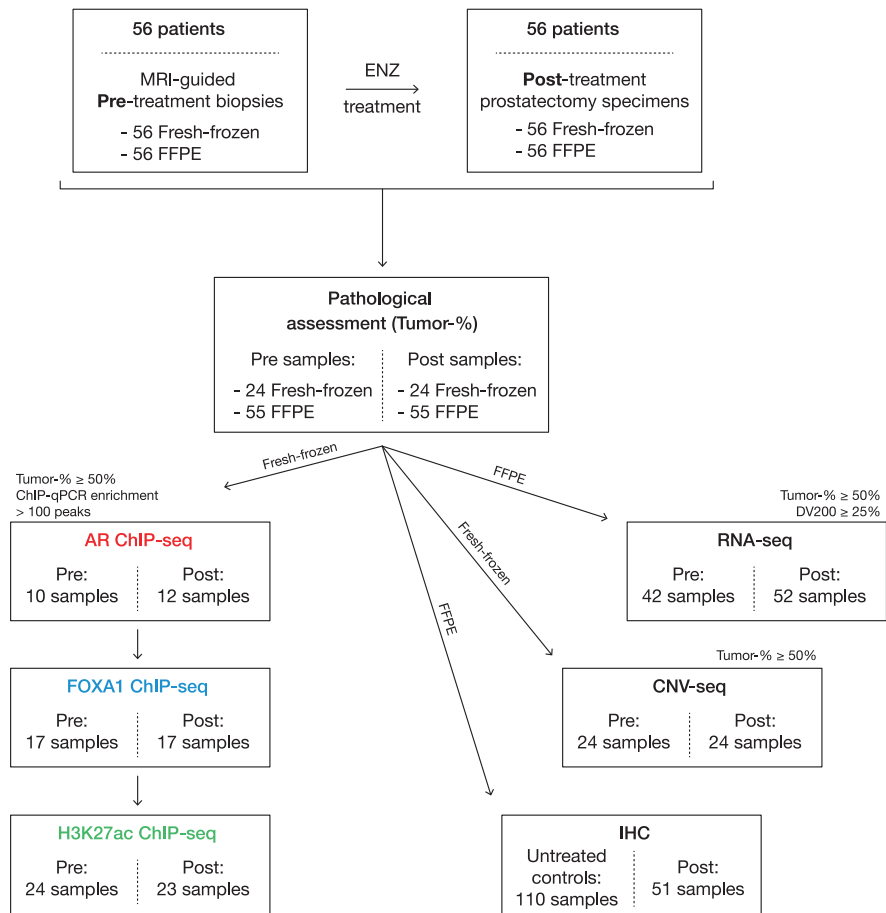 56 patients
MRI-guided
Pre-treatment biopsies
- 56 Fresh-frozen
- 56 FFPE
ENZ
treatment
56 patients
Post-treatment
prostatectomy specimens
- 56 Fresh-frozen
- 56 FFPE
Pathological
assessment (Tumor-%)
Pre samples:
- 24 Fresh-frozen
- 55 FFPE
Post samples:
- 24 Fresh-frozen
- 55 FFPE
Fresh-frozen
FFPE
Fresh-frozen
FFPE
Tumor-% ≥ 50%
ChIP-qPCR enrichment
> 100 peaks
AR ChIP-seq
Pre:
10 samples
Post:
12 samples
Tumor-% ≥ 50%
DV200 ≥ 25%
RNA-seq
Pre:
42 samples
Post:
52 samples
FOXA1 ChIP-seq
Pre:
17 samples
Post:
17 samples
Tumor-% ≥ 50%
CNV-seq
Pre:
24 samples
Post:
24 samples
H3K27ac ChIP-seq
Pre:
24 samples
Post:
23 samples
IHC
Untreated
controls:
110 samples
Post:
51 samples